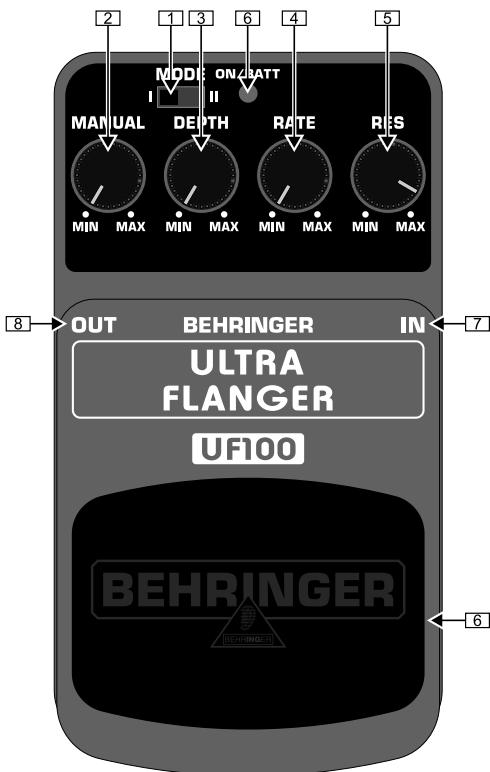 2 1 3 6 4 5
MODE ON/BATT
I II
MANUAL DEPTH RATE RES
MIN MAX MIN MAX MIN MAX MIN MAX
8 OUT BEHRINGER IN 7
ULTRA
FLANGER
UF100
BEHRINGER
BEHRINGER
6